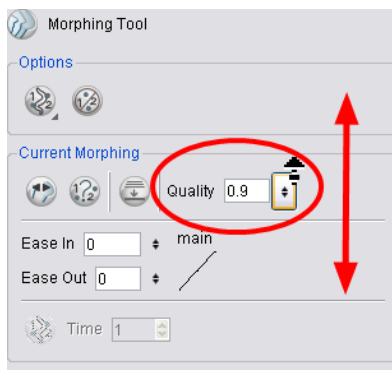 Morphing Tool
Options
Current Morphing
Quality 0.9
Ease In 0 main
Ease Out 0
Time 1